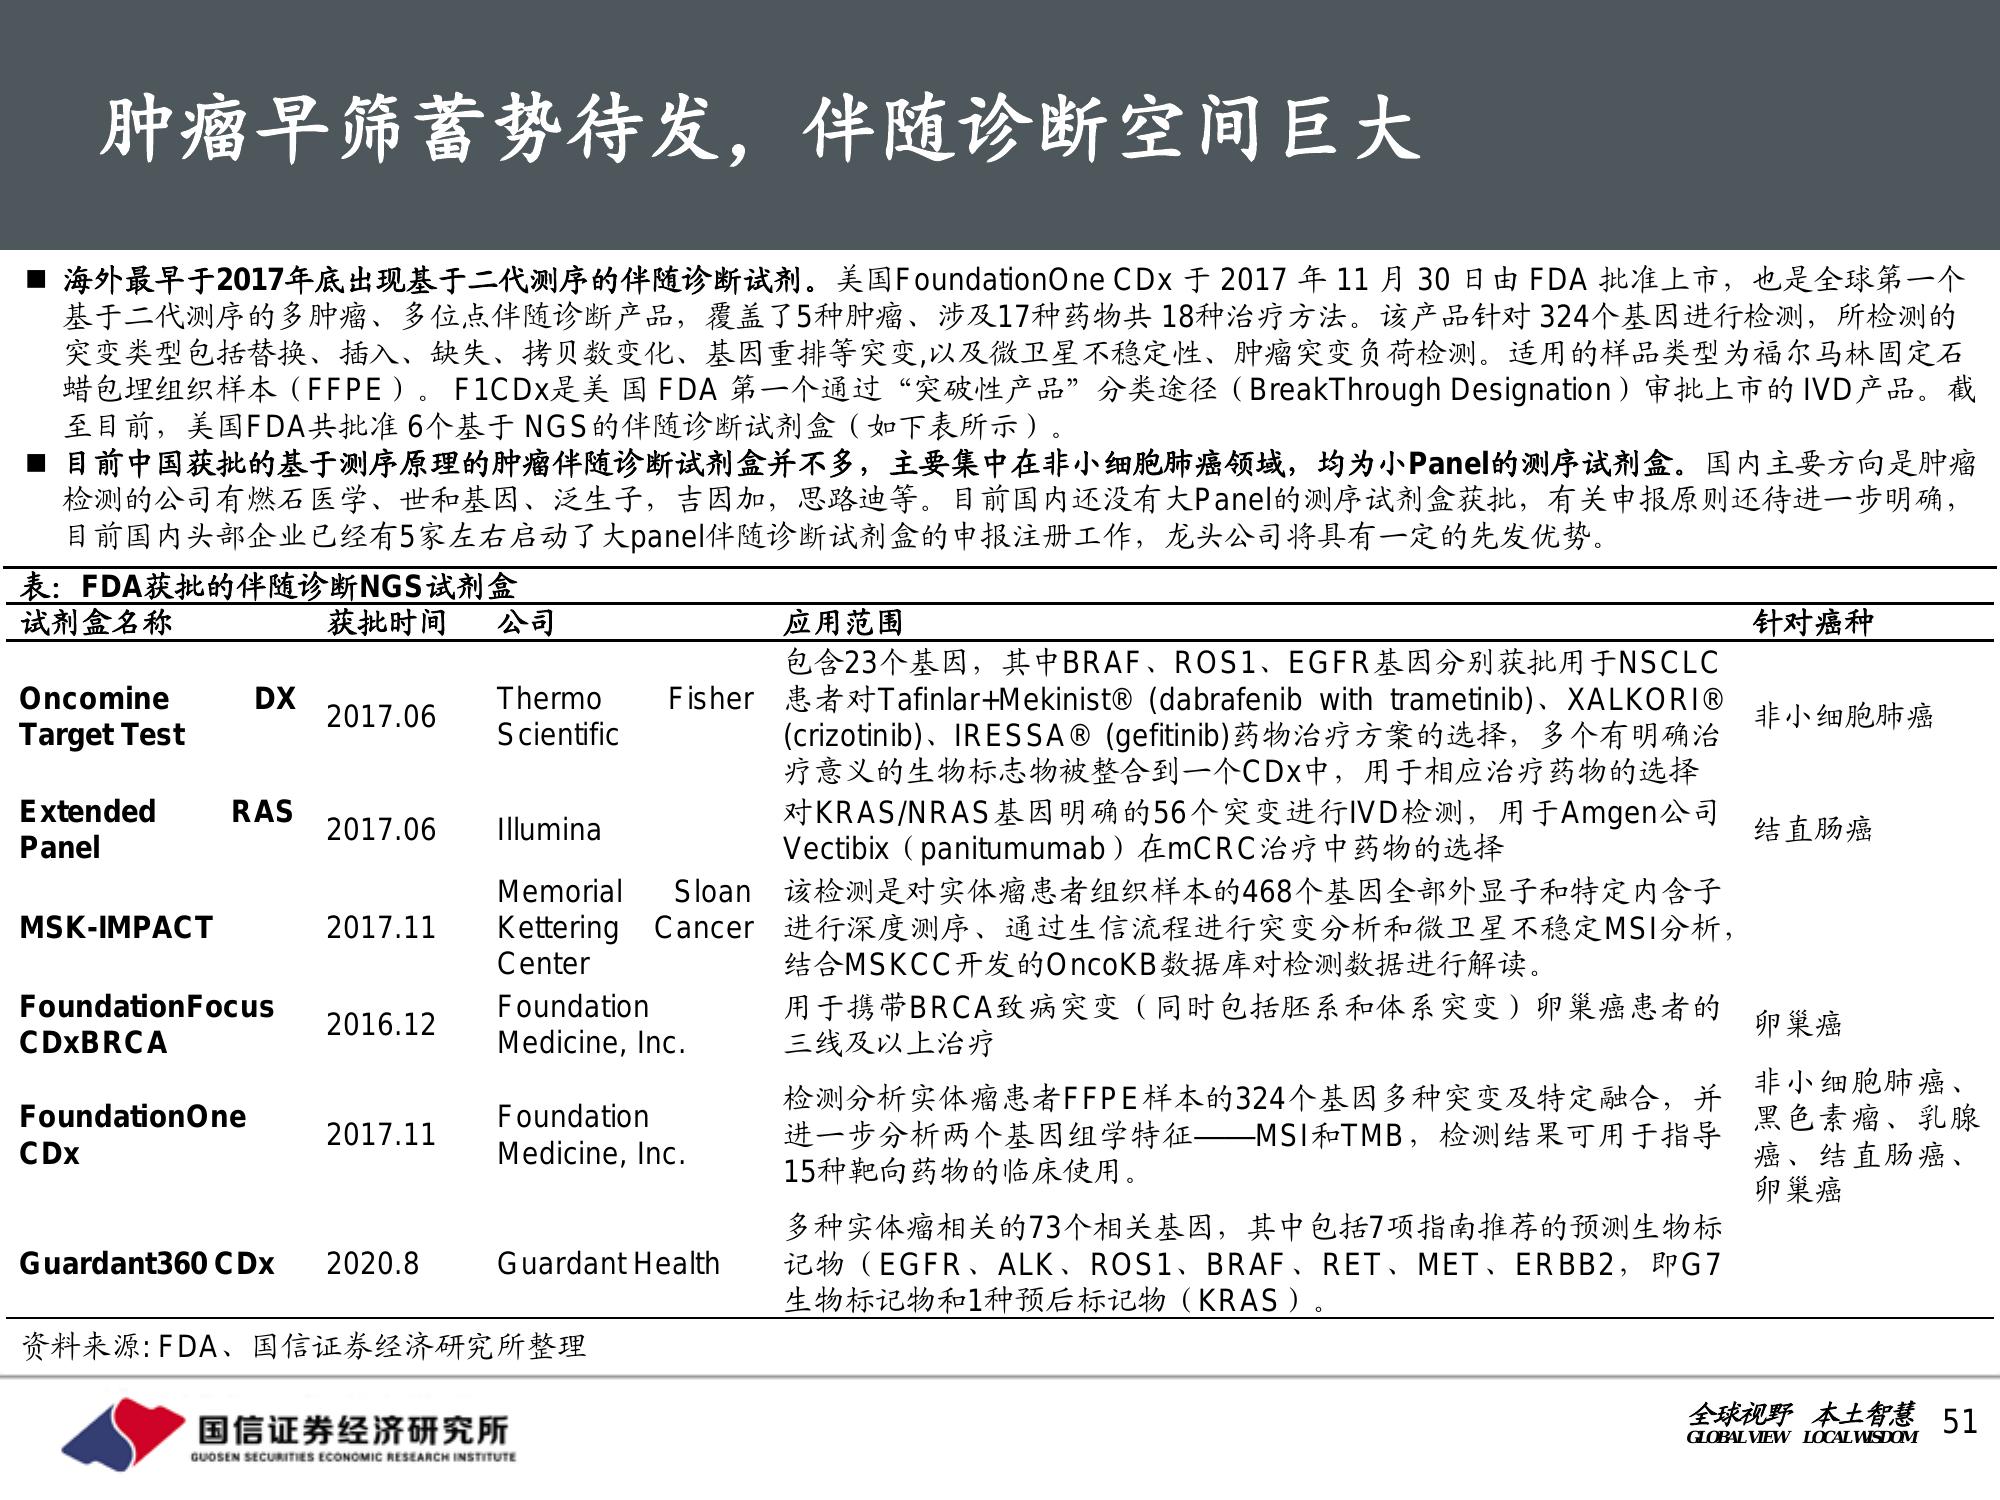 肿瘤早筛蓄势待发，伴随诊断空间巨大
■ 海外最早于2017年底出现基于二代测序的伴随诊断试剂。美国FoundationOne CDx 于 2017 年 11 月 30 日由 FDA 批准上市，也是全球第一个
基于二代测序的多肿瘤、多位点伴随诊断产品，覆盖了5种肿瘤、涉及17种药物共 18种治疗方法。该产品针对 324个基因进行检测，所检测的
突变类型包括替换、插入、缺失、拷贝数变化、基因重排等突变,以及微卫星不稳定性、肿瘤突变负荷检测。适用的样品类型为福尔马林固定石
蜡包埋组织样本（FFPE）。 F1CDx是美 国 FDA 第一个通过“突破性产品”分类途径（BreakThrough Designation）审批上市的 IVD产品。截
至目前，美国FDA共批准 6个基于 NGS的伴随诊断试剂盒（如下表所示）。
■ 目前中国获批的基于测序原理的肿瘤伴随诊断试剂盒并不多，主要集中在非小细胞肺癌领域，均为小Panel的测序试剂盒。国内主要方向是肿瘤
检测的公司有燃石医学、世和基因、泛生子，吉因加，思路迪等。目前国内还没有大Panel的测序试剂盒获批，有关申报原则还待进一步明确，
目前国内头部企业已经有5家左右启动了大panel伴随诊断试剂盒的申报注册工作，龙头公司将具有一定的先发优势。
表：FDA获批的伴随诊断NGS试剂盒
试剂盒名称 获批时间 公司 应用范围 针对癌种
Oncomine DX
Target Test
2017.06
Thermo Fisher
Scientific
包含23个基因，其中BRAF、ROS1、EGFR基因分别获批用于NSCLC
患者对Tafinlar+Mekinist® (dabrafenib with trametinib)、XALKORI®
(crizotinib)、IRESSA® (gefitinib)药物治疗方案的选择，多个有明确治
疗意义的生物标志物被整合到一个CDx中，用于相应治疗药物的选择
非小细胞肺癌
Extended RAS
Panel
2017.06
Illumina
对KRAS/NRAS基因明确的56个突变进行IVD检测，用于Amgen公司
Vectibix（panitumumab）在mCRC治疗中药物的选择
结直肠癌
MSK-IMPACT
2017.11
Memorial Sloan
Kettering Cancer
Center
该检测是对实体瘤患者组织样本的468个基因全部外显子和特定内含子
进行深度测序、通过生信流程进行突变分析和微卫星不稳定MSI分析，
结合MSKCC开发的OncoKB数据库对检测数据进行解读。
FoundationFocus
CDxBRCA
2016.12
Foundation
Medicine, Inc.
用于携带BRCA致病突变（同时包括胚系和体系突变）卵巢癌患者的
三线及以上治疗
卵巢癌
FoundationOne
CDx
2017.11
Foundation
Medicine, Inc.
检测分析实体瘤患者FFPE样本的324个基因多种突变及特定融合，并
进一步分析两个基因组学特征——MSI和TMB，检测结果可用于指导
15种靶向药物的临床使用。
非小细胞肺癌、
黑色素瘤、乳腺
癌、结直肠癌、
卵巢癌
Guardant360 CDx
2020.8
Guardant Health
多种实体瘤相关的73个相关基因，其中包括7项指南推荐的预测生物标
记物（EGFR、ALK、ROS1、BRAF、RET、MET、ERBB2，即G7
生物标记物和1种预后标记物（KRAS）。
资料来源: FDA、国信证券经济研究所整理
国信证券经济研究所
GUOSEN SECURITIES ECONOMIC RESEARCH INSTITUTE
全球视野 本土智慧
GLOBAL VIEW LOCAL WISDOM
51